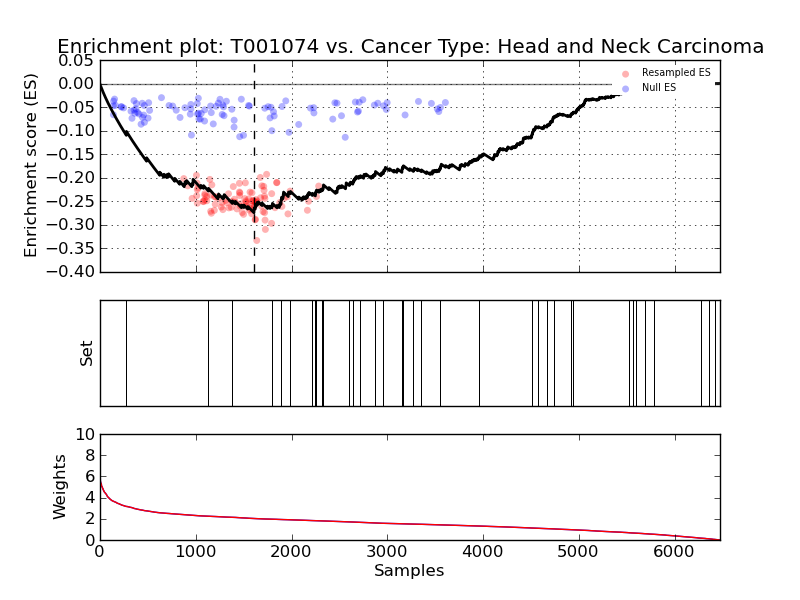 Enrichment plot: T001074 vs. Cancer Type: Head and Neck Carcinoma
Enrichment score (ES)
0.05
0.00
−0.05
−0.10
−0.15
−0.20
−0.25
−0.30
−0.35
−0.40
Resampled ES
Null ES
Set
Weights
10
8
6
4
2
0
0 1000 2000 3000 4000 5000 6000
Samples